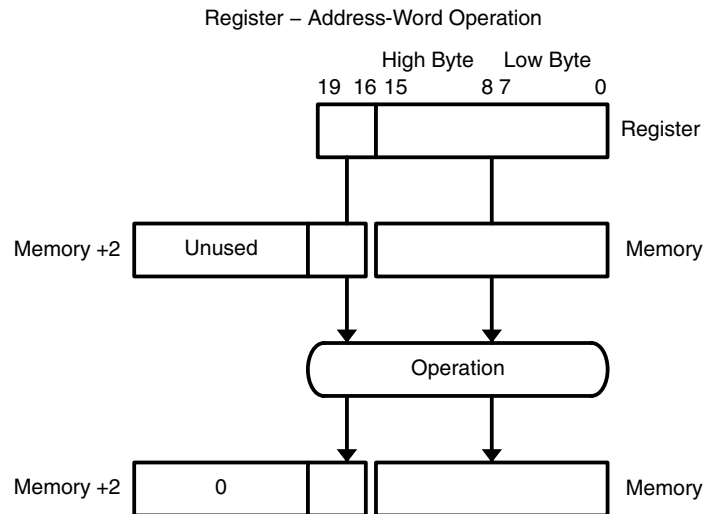 Register – Address-Word Operation
High Byte Low Byte
19 16 15 8 7 0
Register
Memory +2 Unused Memory
Operation
Memory +2 0 Memory